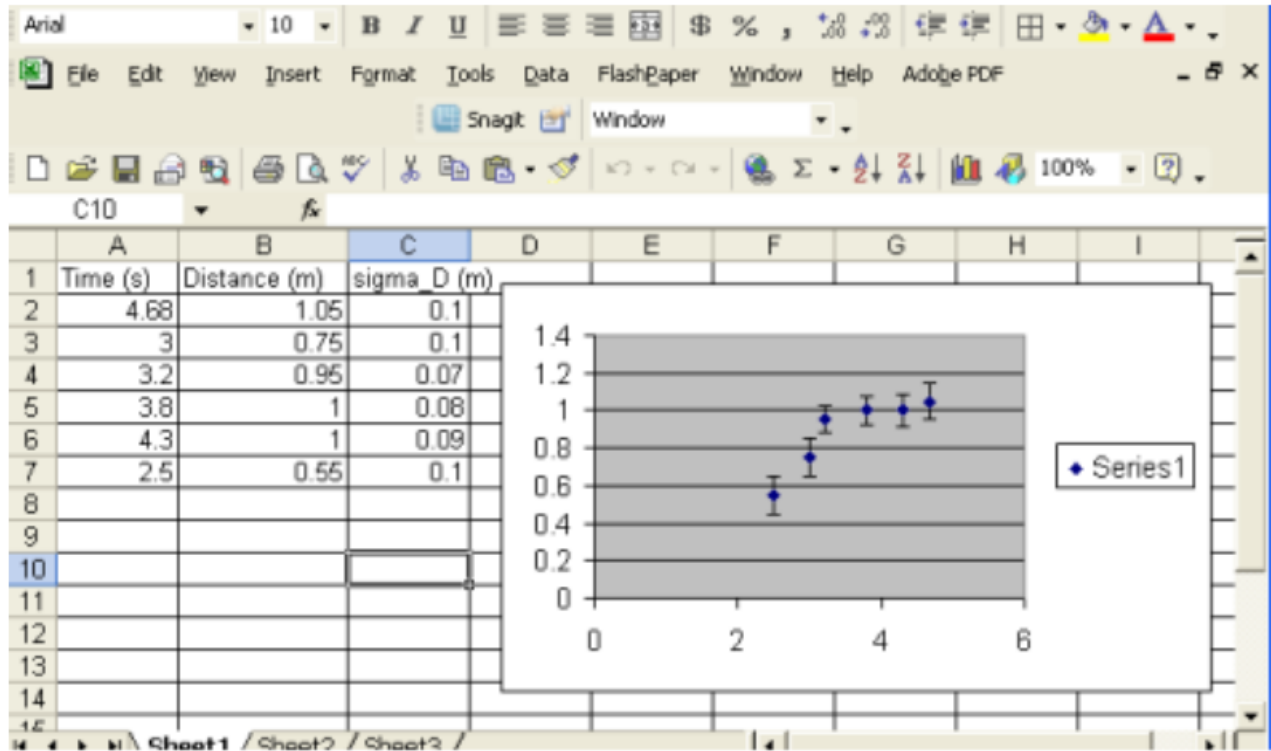 Arial 10 B I U $ % ,
File Edit View Insert Format Tools Data FlashPaper Window Help Adobe PDF
Snagit Window
100%
C10 fx
A B C D E F G H I
1 Time (s) Distance (m) sigma_D (m)
2 4.68 1.05 0.1
3 3 0.75 0.1
4 3.2 0.95 0.07
5 3.8 1 0.08
6 4.3 1 0.09
7 2.5 0.55 0.1
8
9
10
11
12
13
14
15
1.4
1.2
1
0.8
0.6
0.4
0.2
0
0 2 4 6
Series1
Sheet1 / Sheet2 / Sheet3 /